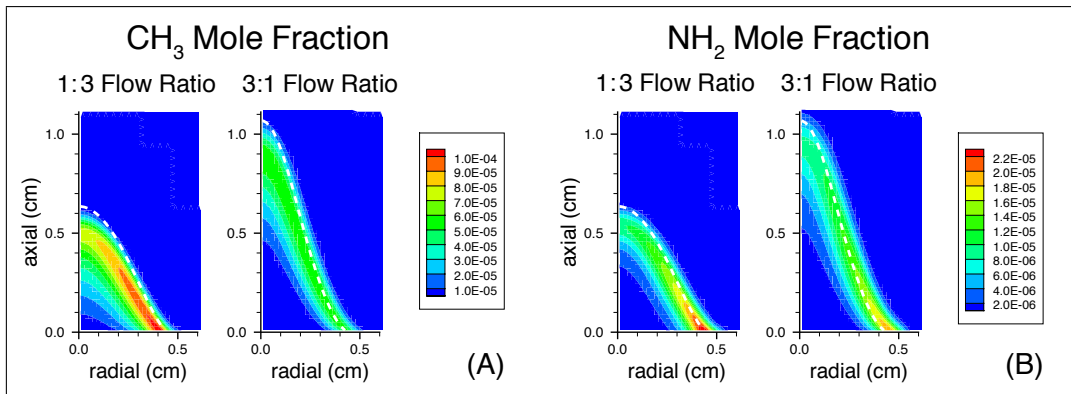 CH₃ Mole Fraction
NH₂ Mole Fraction
1:3 Flow Ratio
3:1 Flow Ratio
1:3 Flow Ratio
3:1 Flow Ratio
axial (cm)
1.0
0.5
0.0
0.0
0.5
radial (cm)
1.0
0.5
0.0
0.0
0.5
radial (cm)
1.0E-04
9.0E-05
8.0E-05
7.0E-05
6.0E-05
5.0E-05
4.0E-05
3.0E-05
2.0E-05
1.0E-05
(A)
axial (cm)
1.0
0.5
0.0
0.0
0.5
radial (cm)
1.0
0.5
0.0
0.0
0.5
radial (cm)
2.2E-05
2.0E-05
1.8E-05
1.6E-05
1.4E-05
1.2E-05
1.0E-05
8.0E-06
6.0E-06
4.0E-06
2.0E-06
(B)